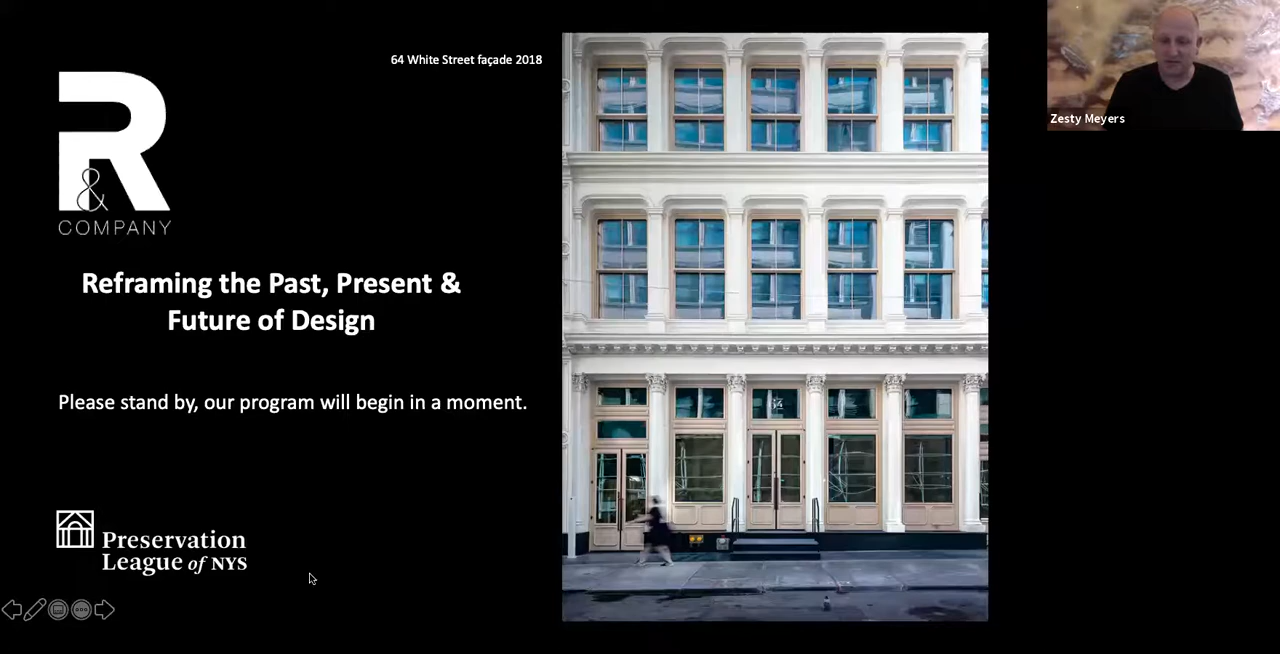 64 White Street façade 2018
R
&
COMPANY
Reframing the Past, Present &
Future of Design
Please stand by, our program will begin in a moment.
Preservation
League of NYS
Zesty Meyers